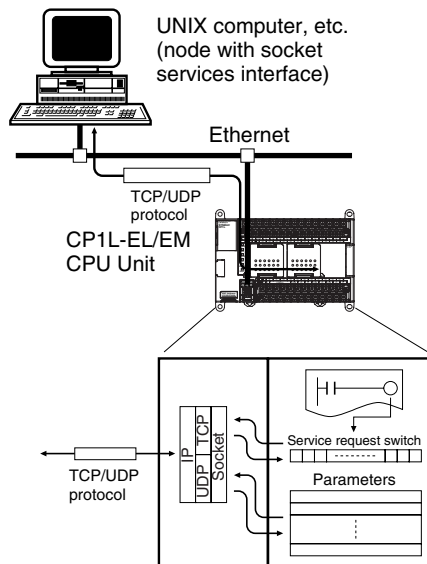 UNIX computer, etc.
(node with socket
services interface)
Ethernet
TCP/UDP
protocol
CP1L-EL/EM
CPU Unit
IP
UDP
TCP
Socket
TCP/UDP
protocol
Service request switch
Parameters